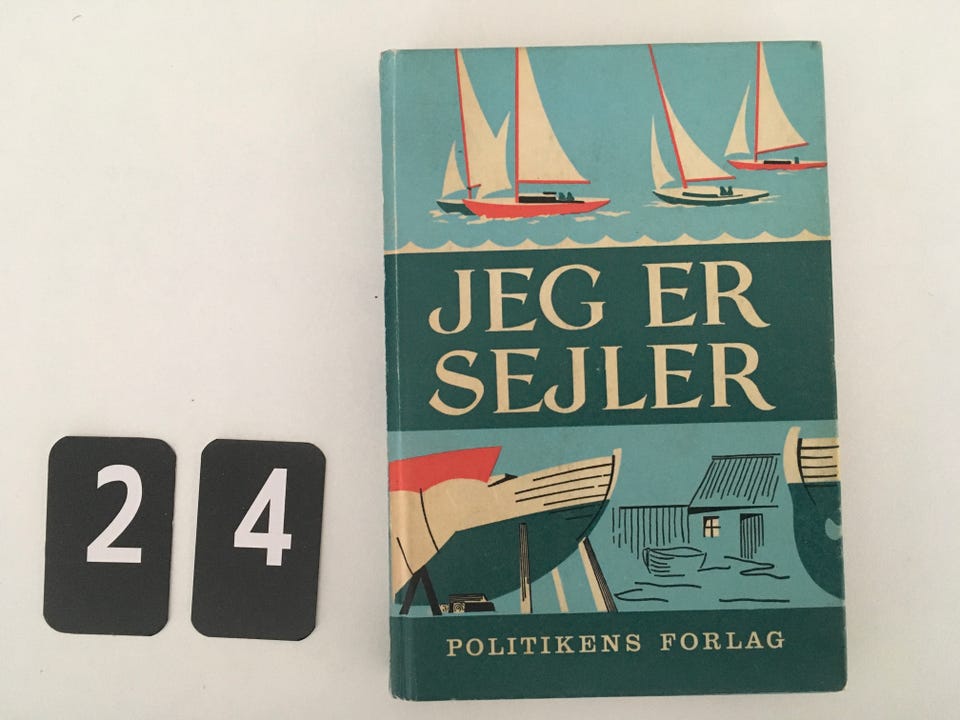 JEG ER
SEJLER
POLITIKENS FORLAG
2 4